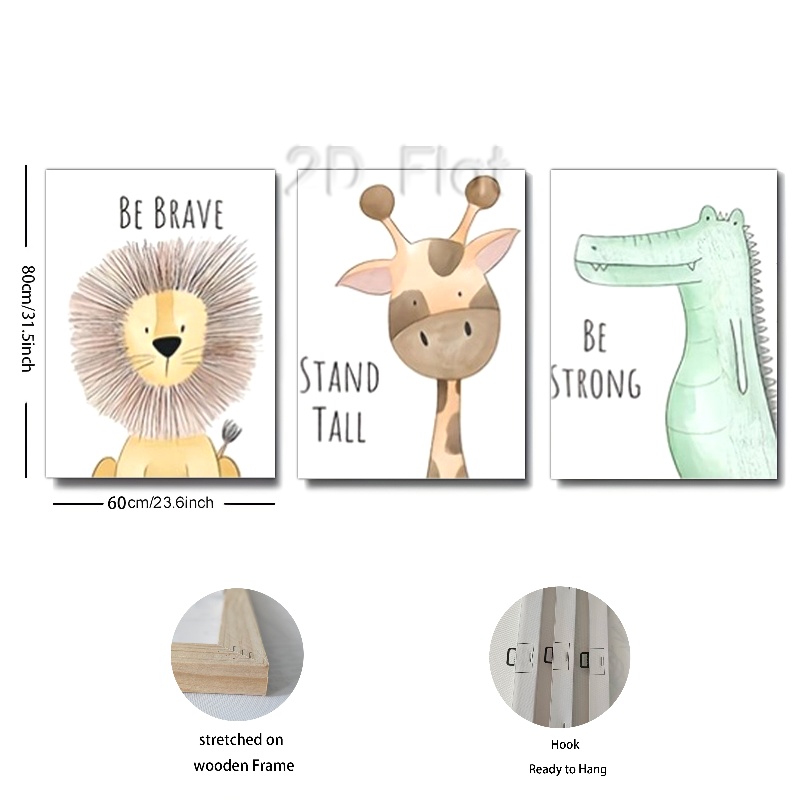 2D Flat
BE BRAVE
STAND
TALL
BE
STRONG
80cm/31.5inch
60cm/23.6inch
stretched on
wooden Frame
Hook
Ready to Hang